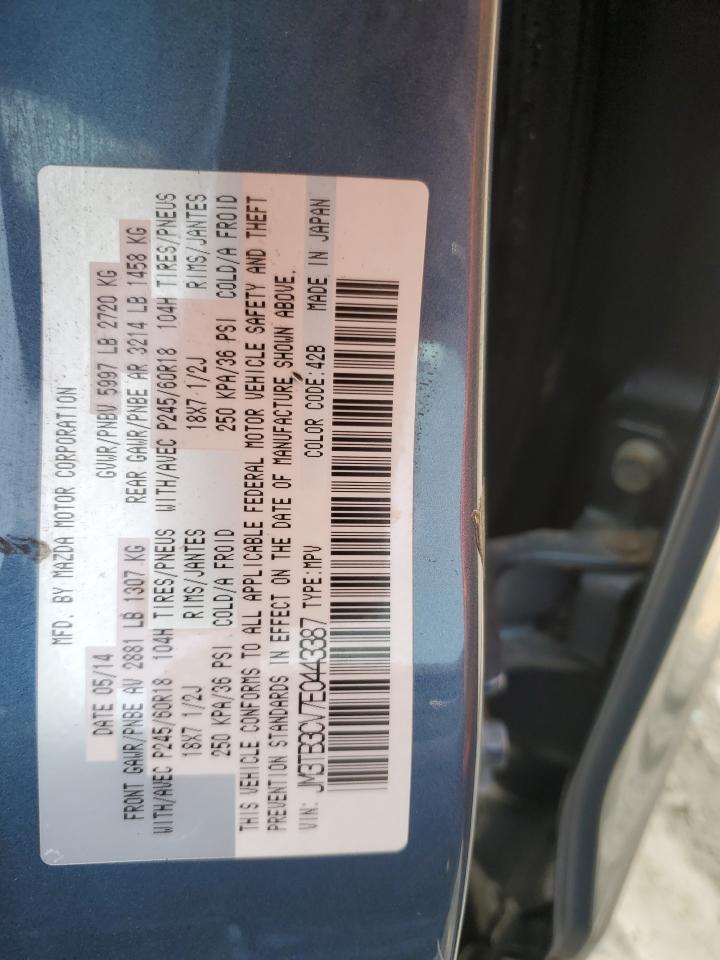 MFD. BY MAZDA MOTOR CORPORATION
DATE 05/14 GVWR/PNBV 5997 LB 2720 KG
FRONT GAWR/PNBE AV 2881 LB 1307 KG REAR GAWR/PNBE AR 3214 LB 1458 KG
WITH/AVEC P245/60R18 104H TIRES/PNEUS WITH/AVEC P245/60R18 104H TIRES/PNEUS
18X7 1/2J RIMS/JANTES 18X7 1/2J RIMS/JANTES
250 KPA/36 PSI COLD/A FROID 250 KPA/36 PSI COLD/A FROID
THIS VEHICLE CONFORMS TO ALL APPLICABLE FEDERAL MOTOR VEHICLE SAFETY AND THEFT
PREVENTION STANDARDS IN EFFECT ON THE DATE OF MANUFACTURE SHOWN ABOVE.
VIN: JM3TB3CV7E0443387 TYPE:MPV COLOR CODE:42B MADE IN JAPAN